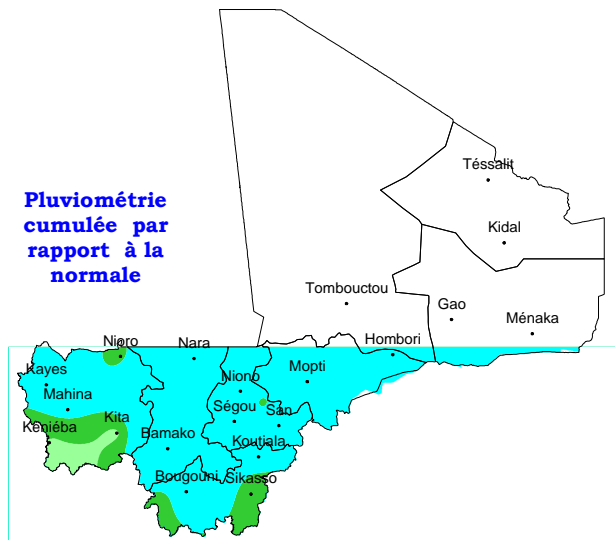 Pluviométrie
cumulée par
rapport à la
normale
Téssalit
Kidal
Tombouctou
Gao
Ménaka
Nioro
Nara
Hombori
Kayes
Niono
Mopti
Mahina
Kéniéba
Kita
Ségou
San
Bamako
Koutiala
Bougouni
Sikasso